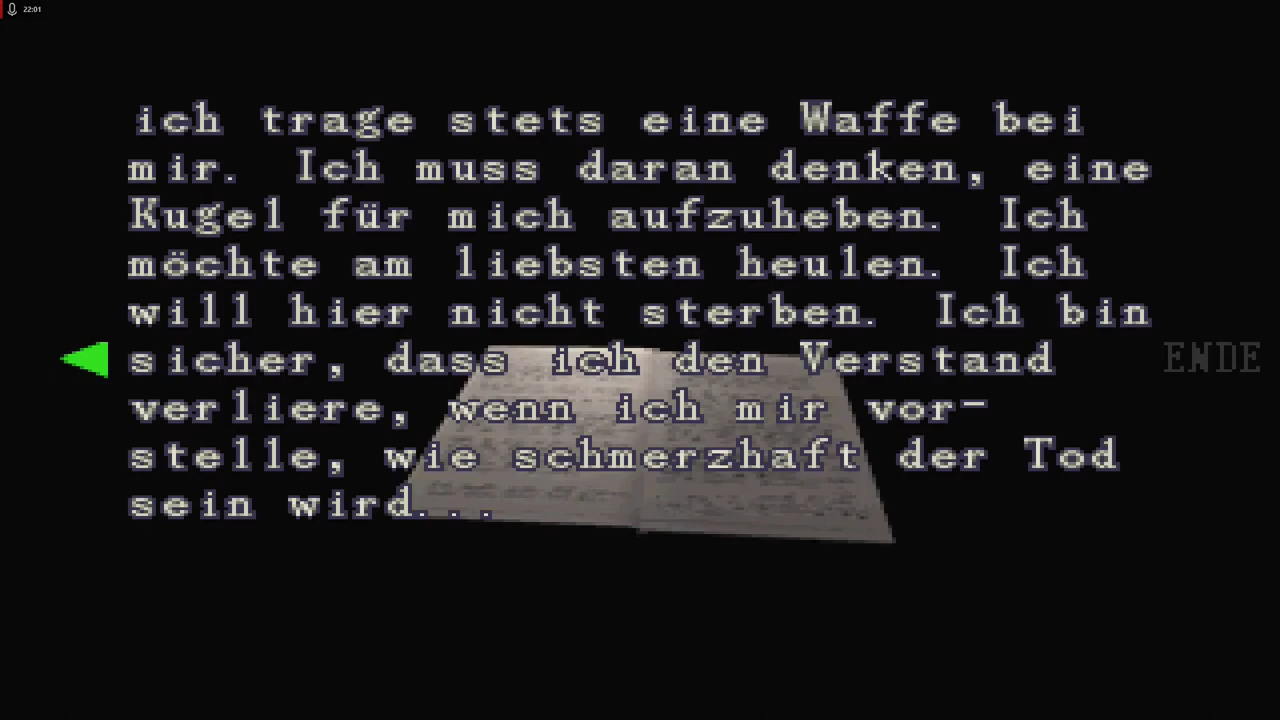 22:01
ich trage stets eine Waffe bei
mir. Ich muss daran denken, eine
Kugel für mich aufzuheben. Ich
möchte am liebsten heulen. Ich
will hier nicht sterben. Ich bin
sicher, dass ich den Verstand
verliere, wenn ich mir vor-
stelle, wie schmerzhaft der Tod
sein wird...
ENDE